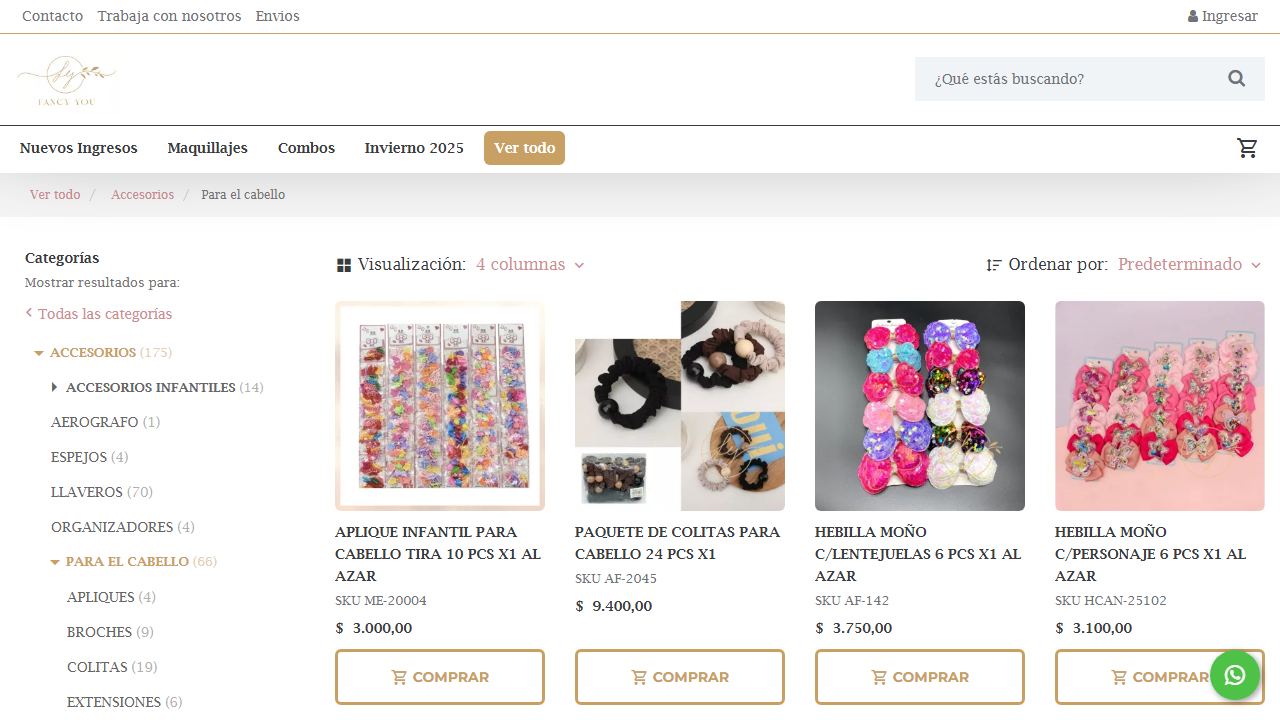 Contacto Trabaja con nosotros Envios Ingresar
FANCY YOU
¿Qué estás buscando?
Nuevos Ingresos Maquillajes Combos Invierno 2025 Ver todo
Ver todo / Accesorios / Para el cabello
Categorías
Mostrar resultados para:
Todas las categorías
ACCESORIOS (175)
ACCESORIOS INFANTILES (14)
AEROGRAFO (1)
ESPEJOS (4)
LLAVEROS (70)
ORGANIZADORES (4)
PARA EL CABELLO (66)
APLIQUES (4)
BROCHES (9)
COLITAS (19)
EXTENSIONES (6)
Visualización: 4 columnas
Ordenar por: Predeterminado
APLIQUE INFANTIL PARA
CABELLO TIRA 10 PCS X1 AL
AZAR
SKU ME-20004
$ 3.000,00
COMPRAR
PAQUETE DE COLITAS PARA
CABELLO 24 PCS X1
SKU AF-2045
$ 9.400,00
COMPRAR
HEBILLA MOÑO
C/LENTEJUELAS 6 PCS X1 AL
AZAR
SKU AF-142
$ 3.750,00
COMPRAR
HEBILLA MOÑO
C/PERSONAJE 6 PCS X1 AL
AZAR
SKU HCAN-25102
$ 3.100,00
COMPRAR